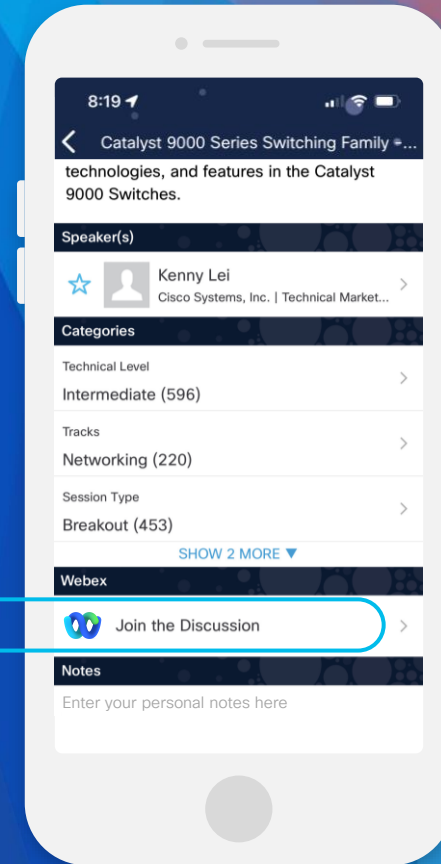 8:19
Catalyst 9000 Series Switching Family -...
technologies, and features in the Catalyst
9000 Switches.
Speaker(s)
Kenny Lei
Cisco Systems, Inc. | Technical Market...
Categories
Technical Level
Intermediate (596)
Tracks
Networking (220)
Session Type
Breakout (453)
SHOW 2 MORE ▼
Webex
Join the Discussion
Notes
Enter your personal notes here